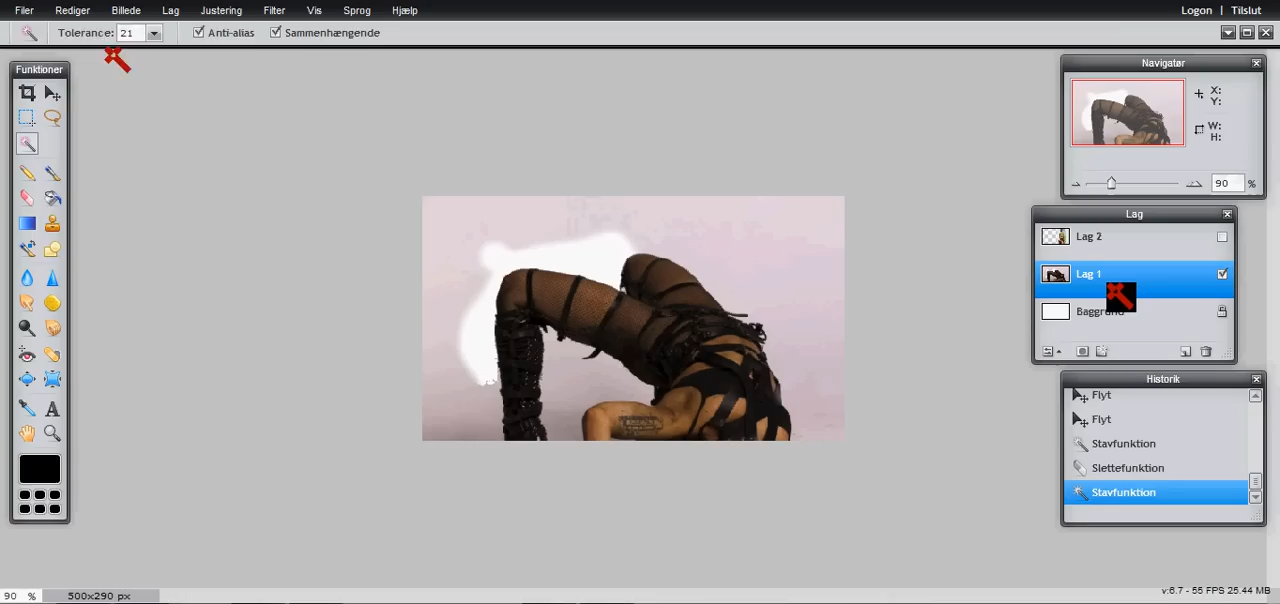 Filer Rediger Billede Lag Justering Filter Vis Sprog Hjælp Logon | Tilslut
Tolerance: 21 Anti-alias Sammenhængende
Funktioner
Navigatør
X:
Y:
W:
H:
90 %
Lag
Lag 2
Lag 1
Baggrund
Historik
Flyt
Flyt
Stavfunktion
Slettefunktion
Stavfunktion
90 % 500x290 px
v:6.7 - 55 FPS 25.44 MB